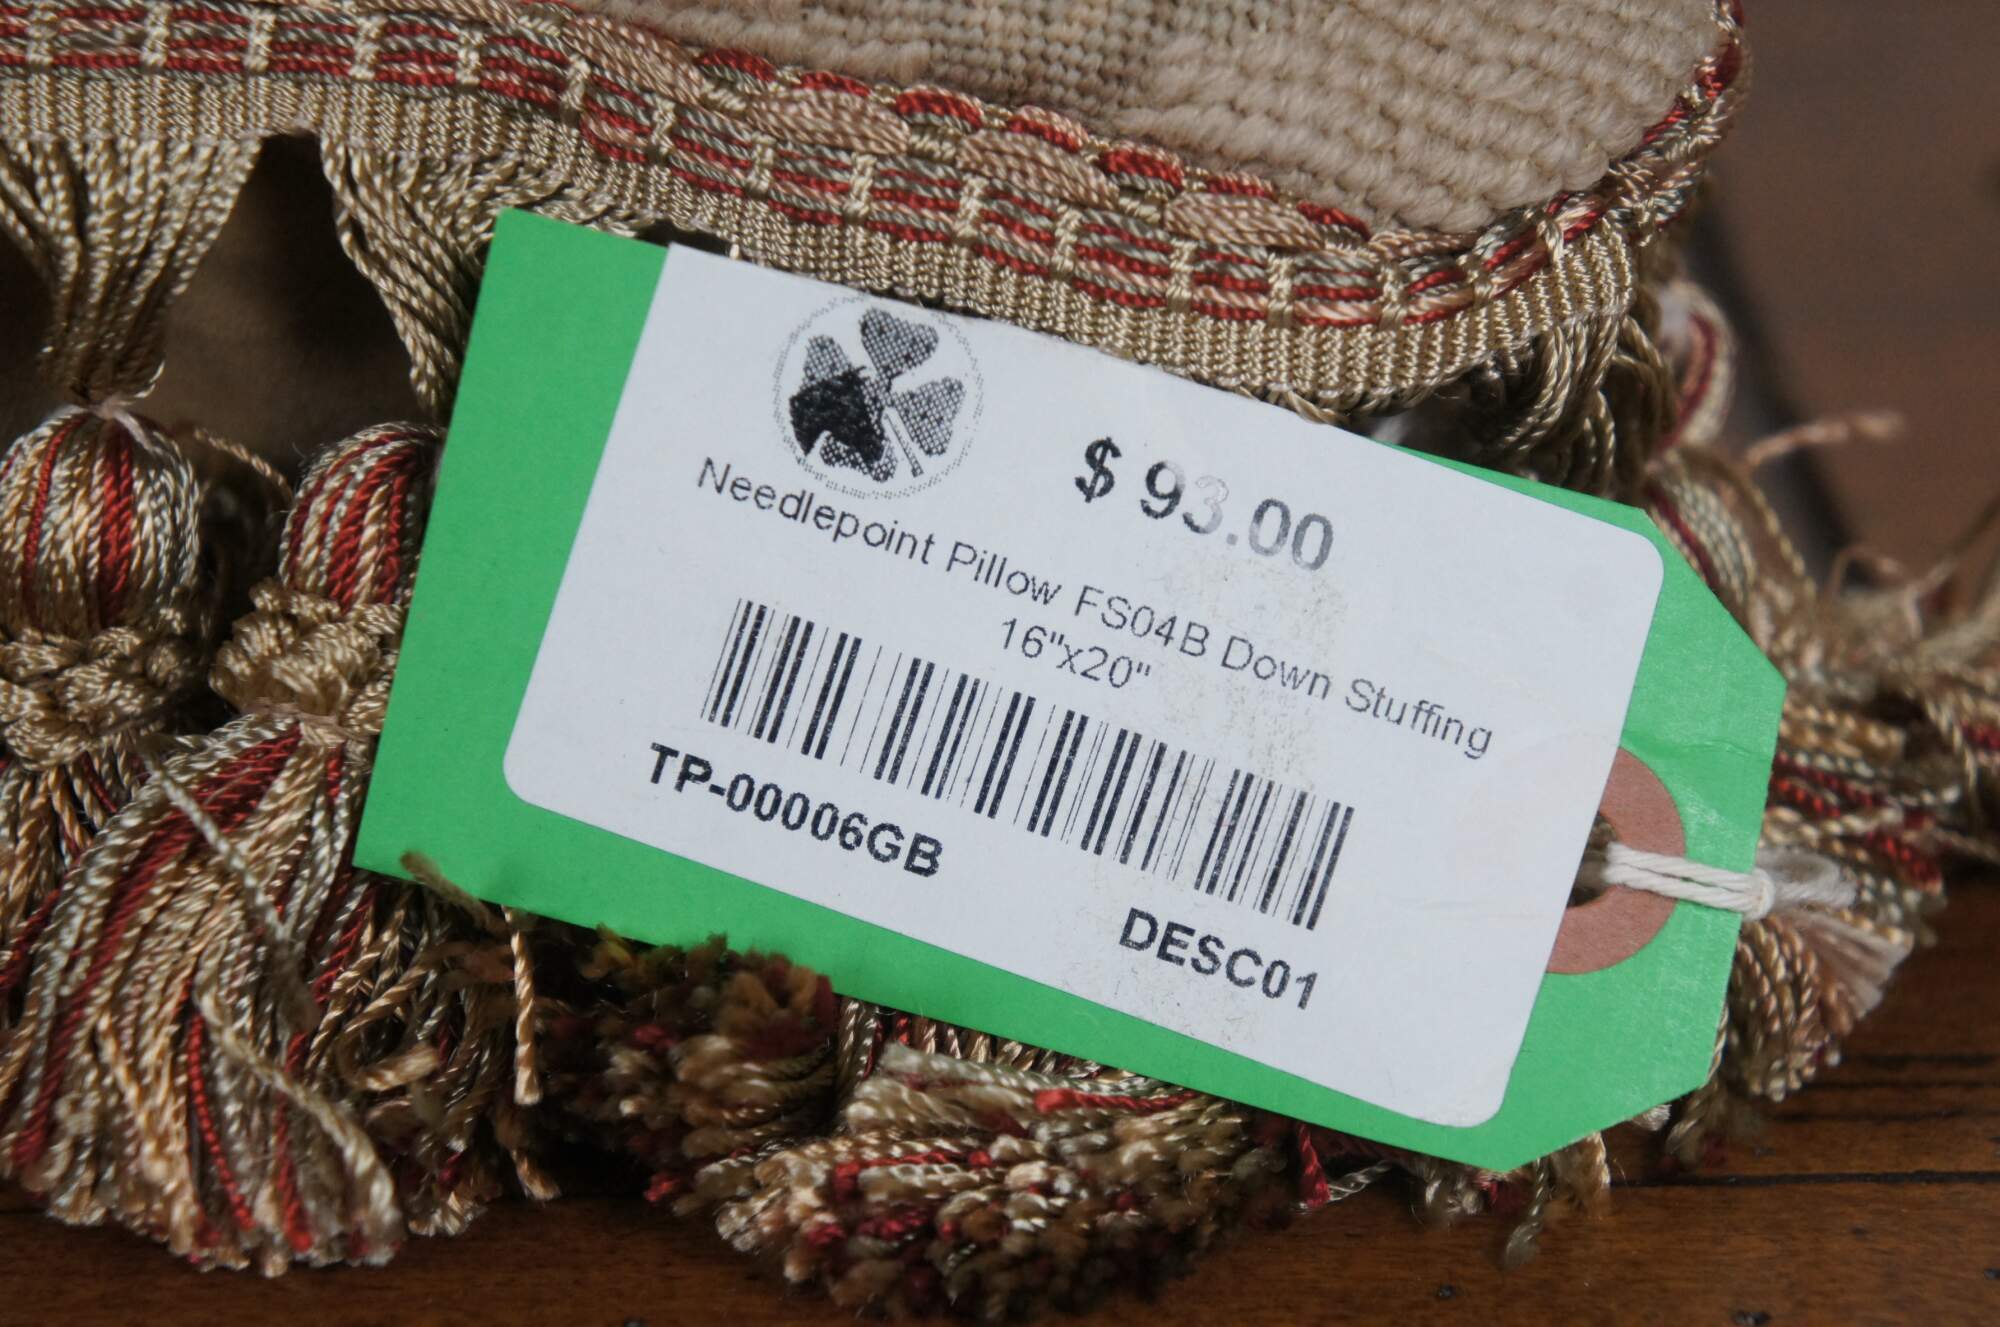 $ 93.00
Needlepoint Pillow FS04B Down Stuffing
16"x20"
TP-00006GB
DESC01